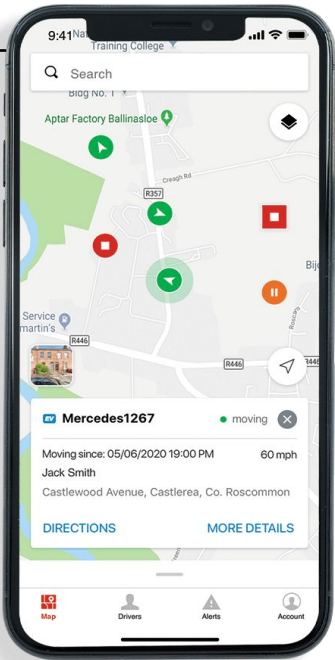 9:41
Training College
Search
Bldg No. 1
Aptar Factory Ballinasloe
Creagh Rd
R357
Service
martin's
R446
R446
EV Mercedes1267
moving
Moving since: 05/06/2020 19:00 PM
60 mph
Jack Smith
Castlewood Avenue, Castlerea, Co. Roscommon
DIRECTIONS
MORE DETAILS
Map
Drivers
Alerts
Account